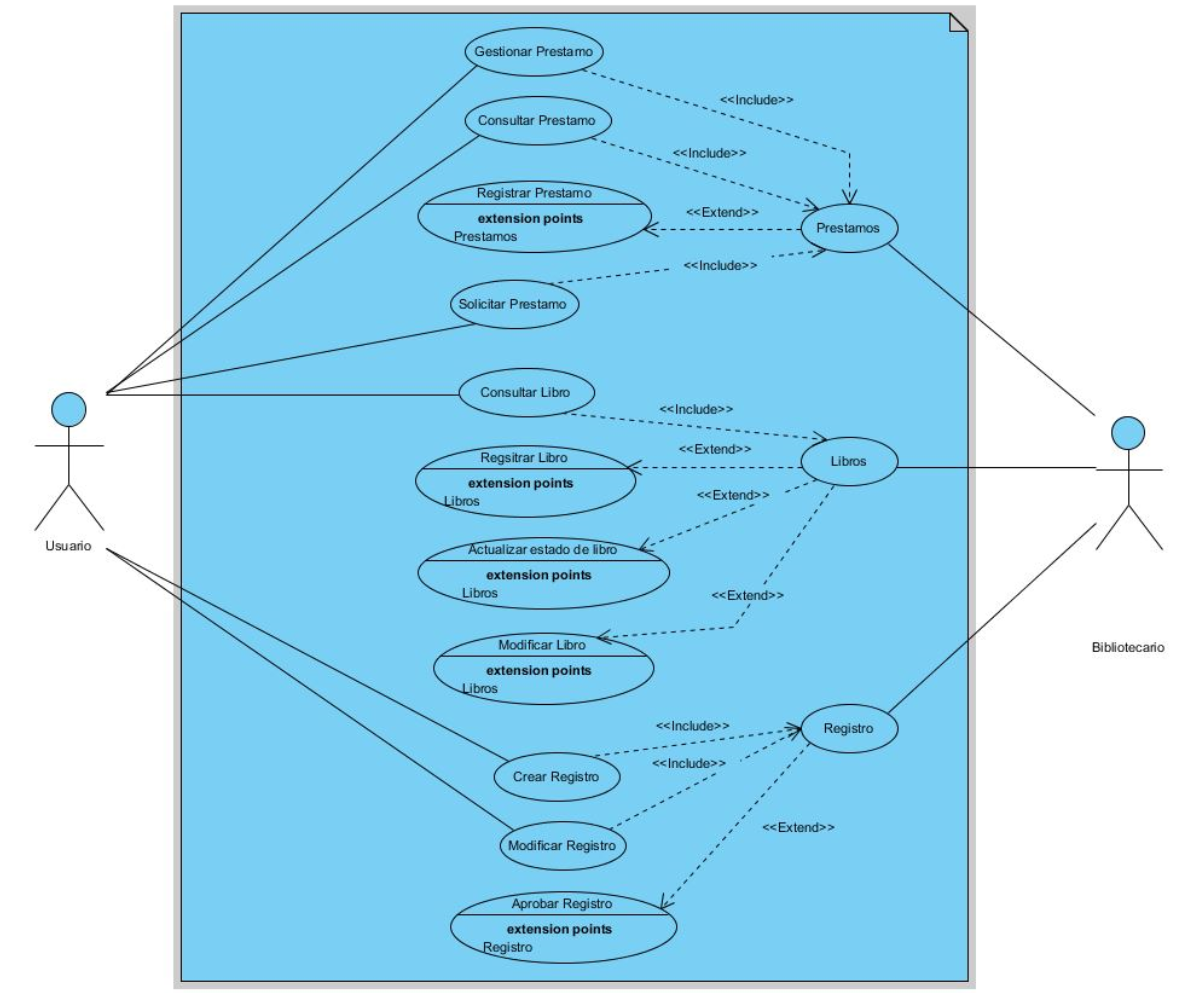 Gestionar Prestamo
<<Include>>
Consultar Prestamo
<<Include>>
Registrar Prestamo
extension points
Prestamos
<<Extend>>
Prestamos
<<Include>>
Solicitar Prestamo
Consultar Libro
<<Include>>
Regsitrar Libro
extension points
Libros
<<Extend>>
Libros
<<Extend>>
Actualizar estado de libro
extension points
Libros
<<Extend>>
Modificar Libro
extension points
Libros
Usuario
Bibliotecario
<<Include>>
Registro
<<Include>>
Crear Registro
Modificar Registro
<<Extend>>
Aprobar Registro
extension points
Registro